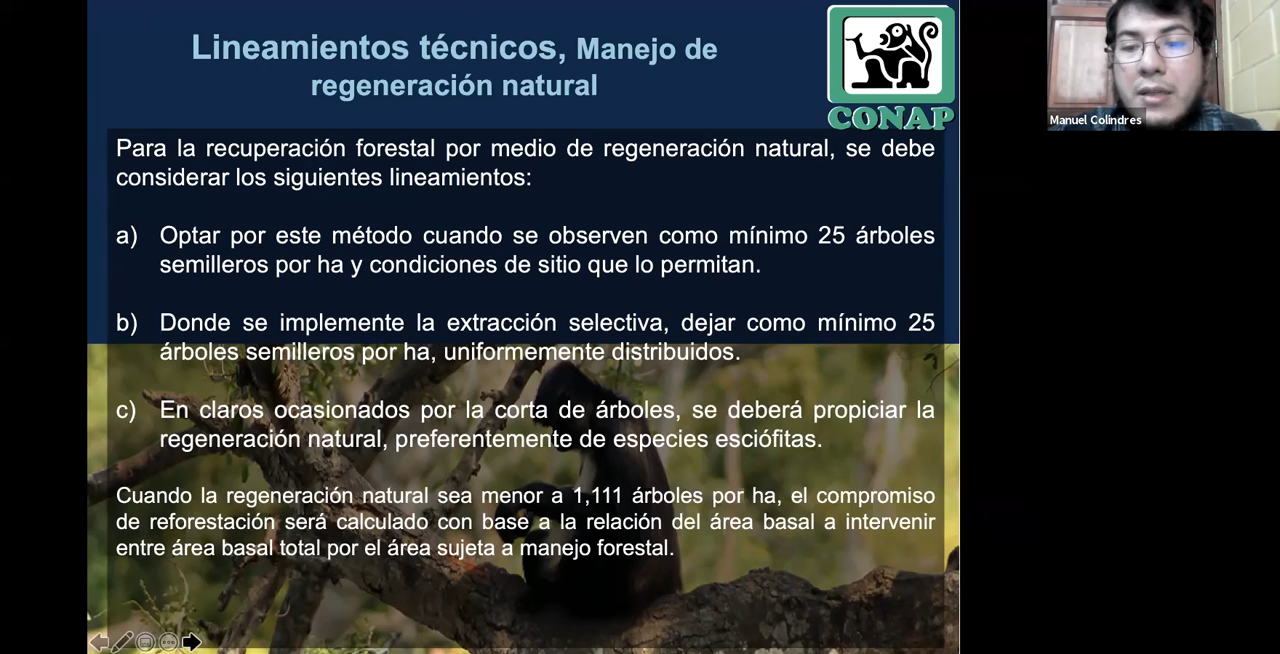 Lineamientos técnicos, Manejo de
regeneración natural
CONAP
Manuel Colindres
Para la recuperación forestal por medio de regeneración natural, se debe
considerar los siguientes lineamientos:
a) Optar por este método cuando se observen como mínimo 25 árboles
semilleros por ha y condiciones de sitio que lo permitan.
b) Donde se implemente la extracción selectiva, dejar como mínimo 25
árboles semilleros por ha, uniformemente distribuidos.
c) En claros ocasionados por la corta de árboles, se deberá propiciar la
regeneración natural, preferentemente de especies esciófitas.
Cuando la regeneración natural sea menor a 1,111 árboles por ha, el compromiso
de reforestación será calculado con base a la relación del área basal a intervenir
entre área basal total por el área sujeta a manejo forestal.